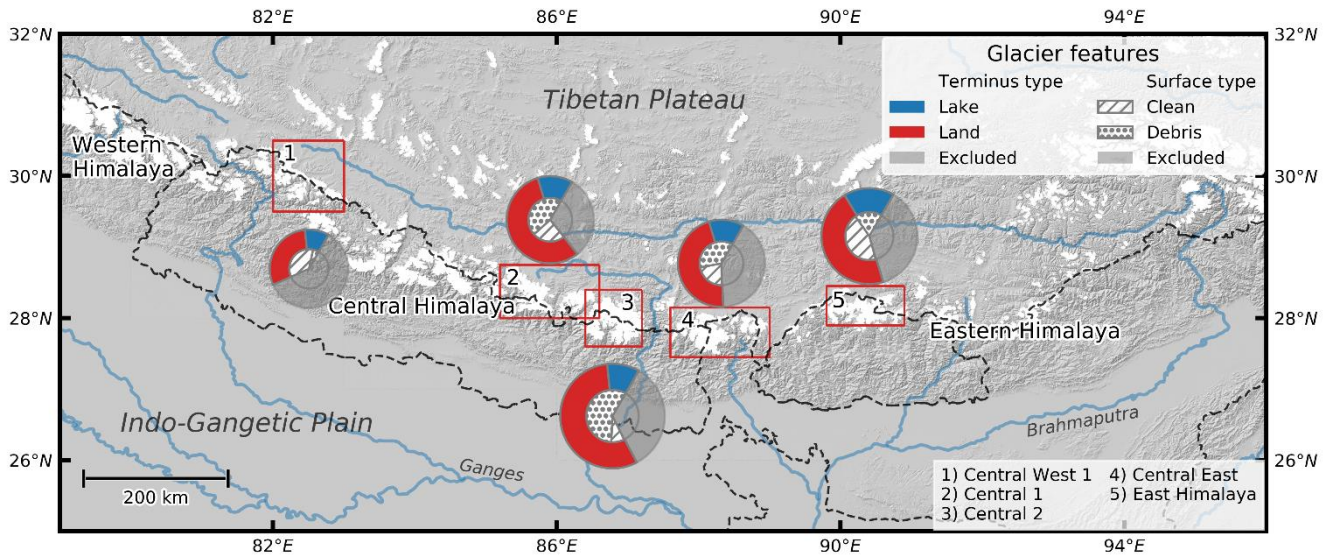 82°E 86°E 90°E 94°E
32°N 32°N
Glacier features
Terminus type Surface type
Lake Clean
Land Debris
Excluded Excluded
Tibetan Plateau
Western
Himalaya
1
30°N 30°N
2
3
Central Himalaya
4
5
Eastern Himalaya
28°N 28°N
Indo-Gangetic Plain
Ganges
Brahmaputra
26°N 26°N
200 km
1) Central West 1 4) Central East
2) Central 1 5) East Himalaya
3) Central 2
82°E 86°E 90°E 94°E